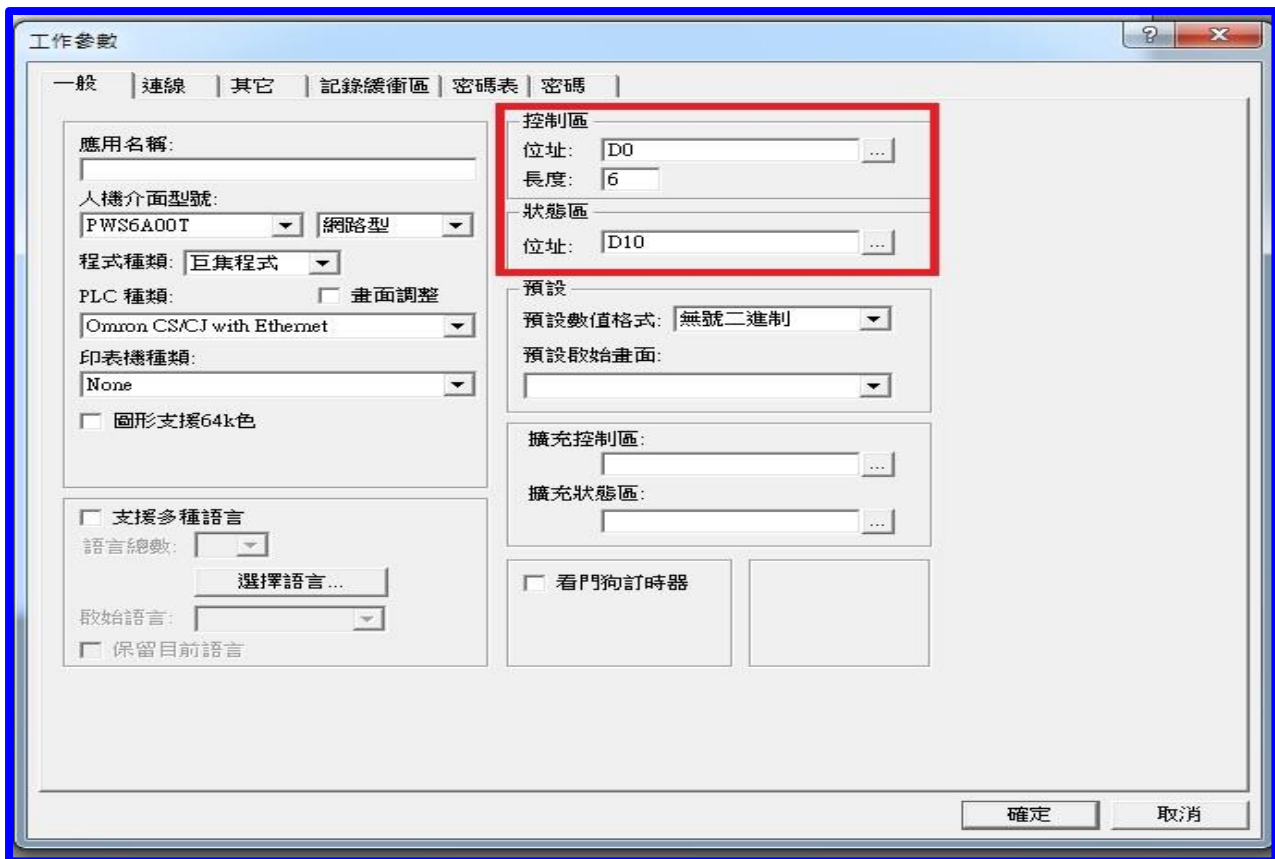 工作參數
一般 連線 其它 記錄緩衝區 密碼表 密碼
應用名稱:
人機介面型號:
PWS6A00T 網路型
程式種類: 巨集程式
PLC 種類: 畫面調整
Omron CS/CJ with Ethernet
印表機種類:
None
圖形支援64k色
支援多種語言
語言總數:
選擇語言...
啟始語言:
保留目前語言
控制區
位址: D0 ...
長度: 6
狀態區
位址: D10 ...
預設
預設數值格式: 無號二進制
預設啟始畫面:
擴充控制區:
...
擴充狀態區:
...
看門狗訂時器
確定 取消